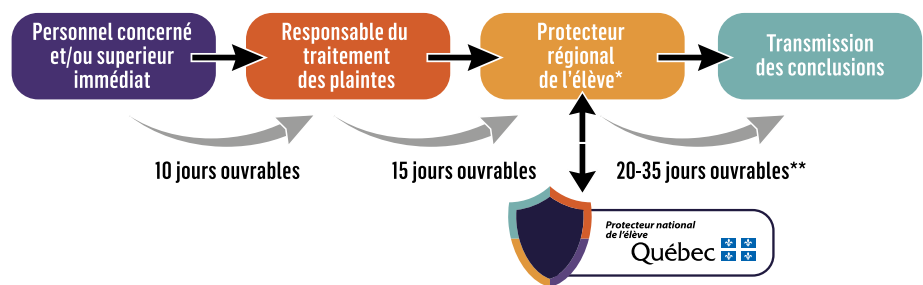 Personnel concerné
et/ou superieur
immédiat
Responsable du
traitement
des plaintes
Protecteur
régional
de l'élève*
Transmission
des conclusions
10 jours ouvrables
15 jours ouvrables
20-35 jours ouvrables**
Protecteur national
de l'élève
Québec